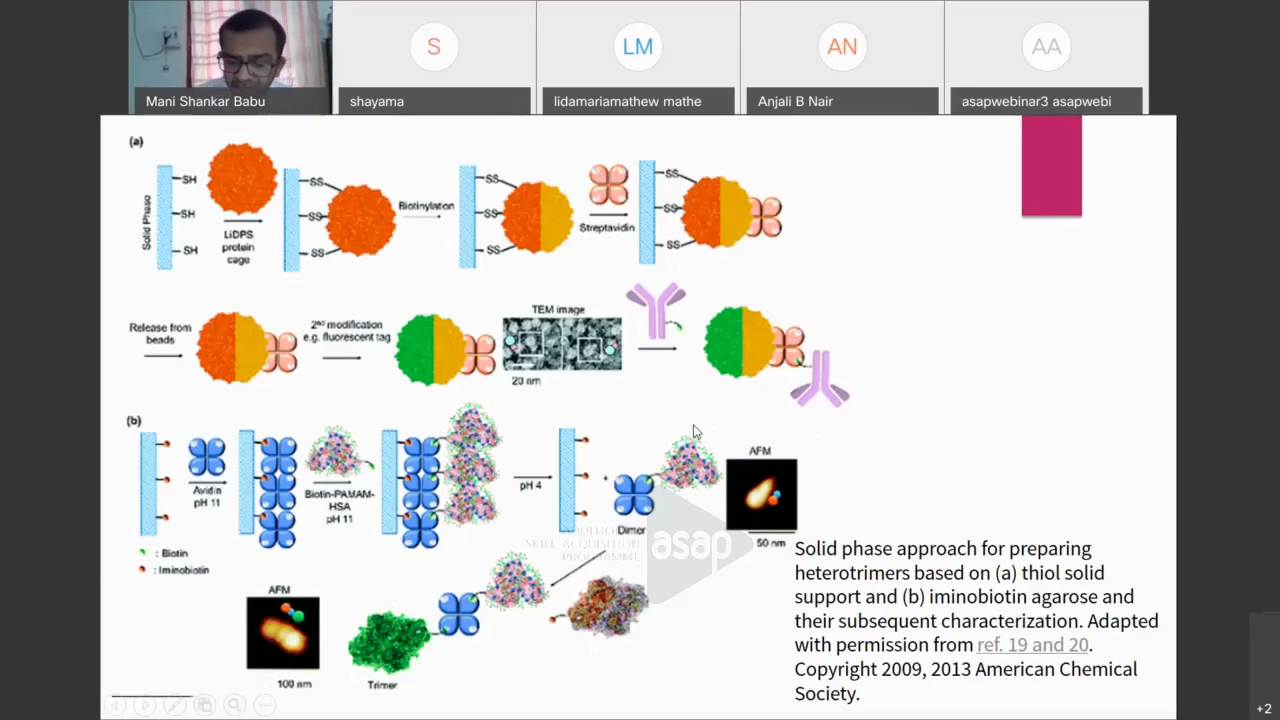 S
LM
AN
AA
Mani Shankar Babu
shayama
lidamariamathew mathe
Anjali B Nair
asapwebinar3 asapwebi
(a)
Solid Phase
SH
SH
SH
LiDPS
protein
cage
SS
SS
SS
Biotinylation
SS
SS
SS
Streptavidin
SS
SS
SS
Release from
beads
2nd modification
e.g. fluorescent tag
TEM image
20 nm
(b)
Avidin
pH 11
Biotin-PAMAM-
HSA
pH 11
pH 4
+
Dimer
AFM
50 nm
: Biotin
: Iminobiotin
ADDITIONAL
SKILL ACQUISITION
PROGRAMME
asap
AFM
100 nm
Trimer
Solid phase approach for preparing
heterotrimers based on (a) thiol solid
support and (b) iminobiotin agarose and
their subsequent characterization. Adapted
with permission from ref. 19 and 20.
Copyright 2009, 2013 American Chemical
Society.
+2